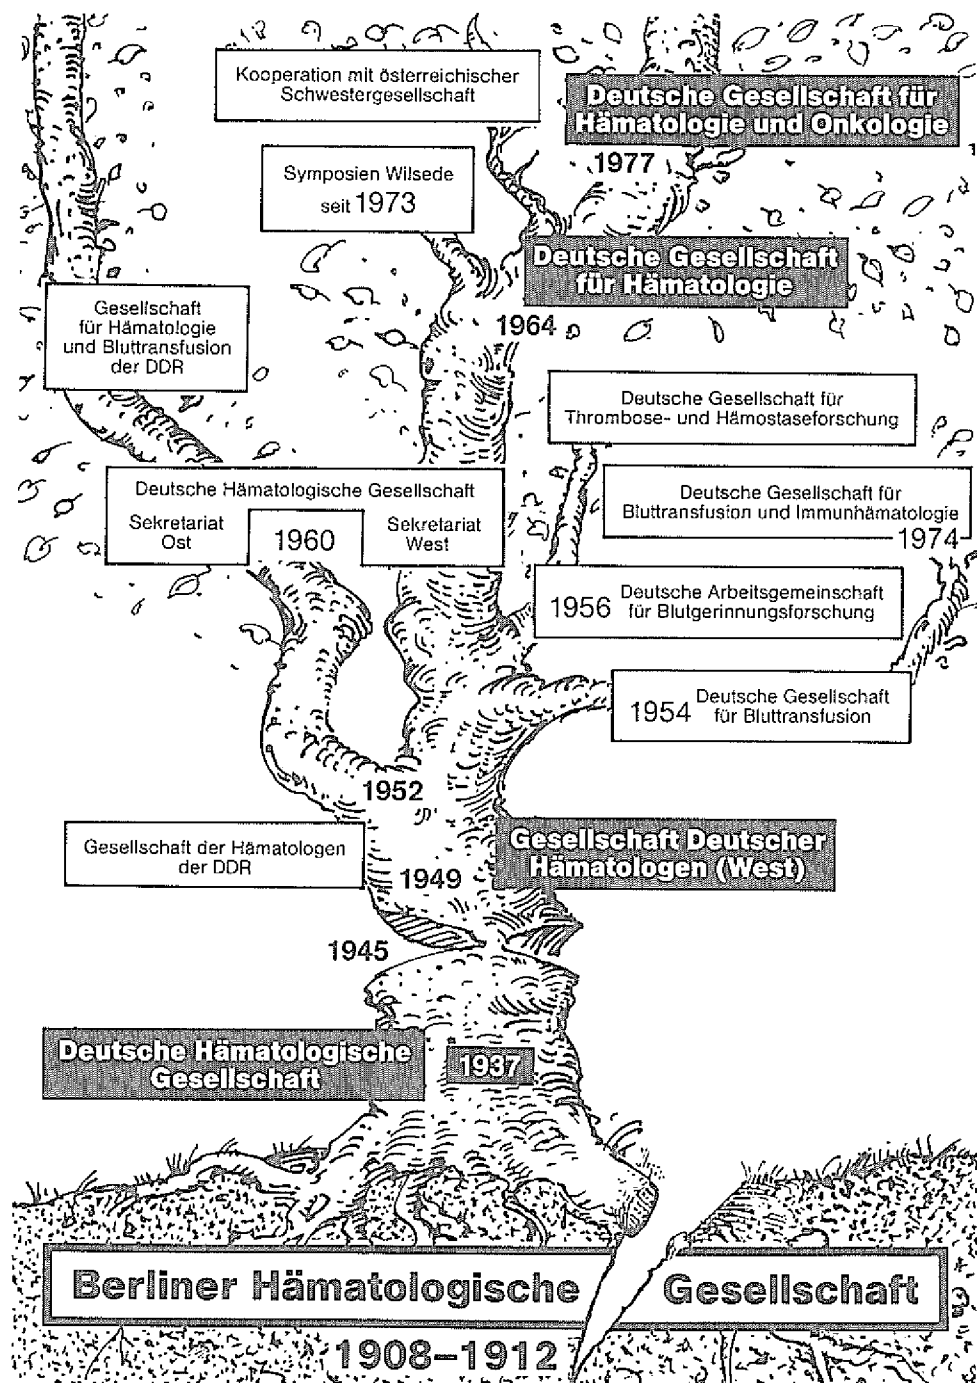 Kooperation mit österreichischer
Schwestergesellschaft
Deutsche Gesellschaft für
Hämatologie und Onkologie
1977
Symposien Wilsede
seit 1973
Deutsche Gesellschaft
für Hämatologie
1964
Gesellschaft
für Hämatologie
und Bluttransfusion
der DDR
Deutsche Gesellschaft für
Thrombose- und Hämostaseforschung
Deutsche Hämatologische Gesellschaft
Sekretariat
Ost
1960
Sekretariat
West
Deutsche Gesellschaft für
Bluttransfusion und Immunhämatologie
1974
1956 Deutsche Arbeitsgemeinschaft
für Blutgerinnungsforschung
1954 Deutsche Gesellschaft
für Bluttransfusion
1952
Gesellschaft Deutscher
Hämatologen (West)
Gesellschaft der Hämatologen
der DDR
1949
1945
Deutsche Hämatologische
Gesellschaft
1937
Berliner Hämatologische Gesellschaft
1908–1912